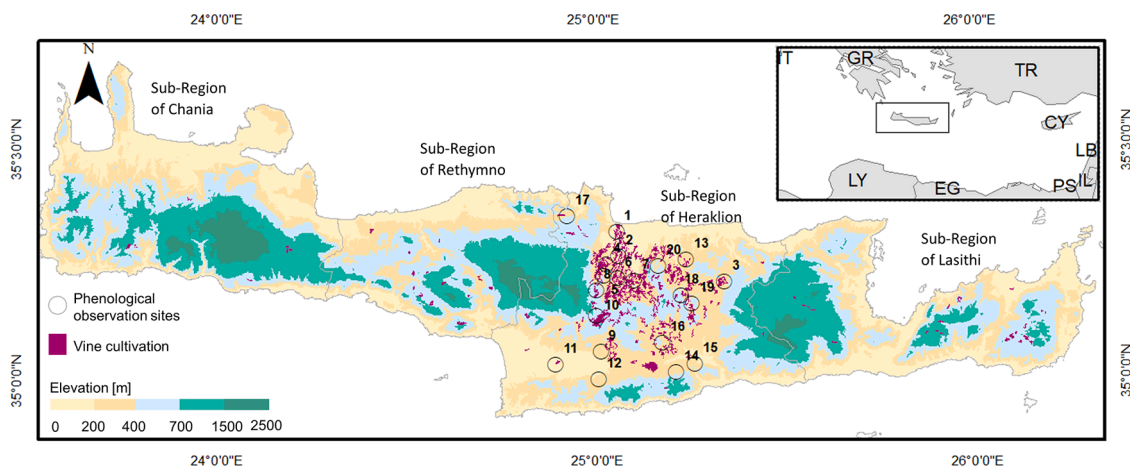 24°0'0"E
25°0'0"E
26°0'0"E
35°30'0"N
35°0'0"N
N
Sub-Region
of Chania
Sub-Region
of Rethymno
Sub-Region
of Heraklion
Sub-Region
of Lasithi
IT
GR
TR
CY
LB
LY
EG
PS
IL
17
1
2
4
6
7
20
13
3
8
5
18
19
10
16
9
11
12
14
15
Phenological
observation sites
Vine cultivation
Elevation [m]
0 200 400 700 1500 2500
35°30'0"N
35°0'0"N
24°0'0"E
25°0'0"E
26°0'0"E